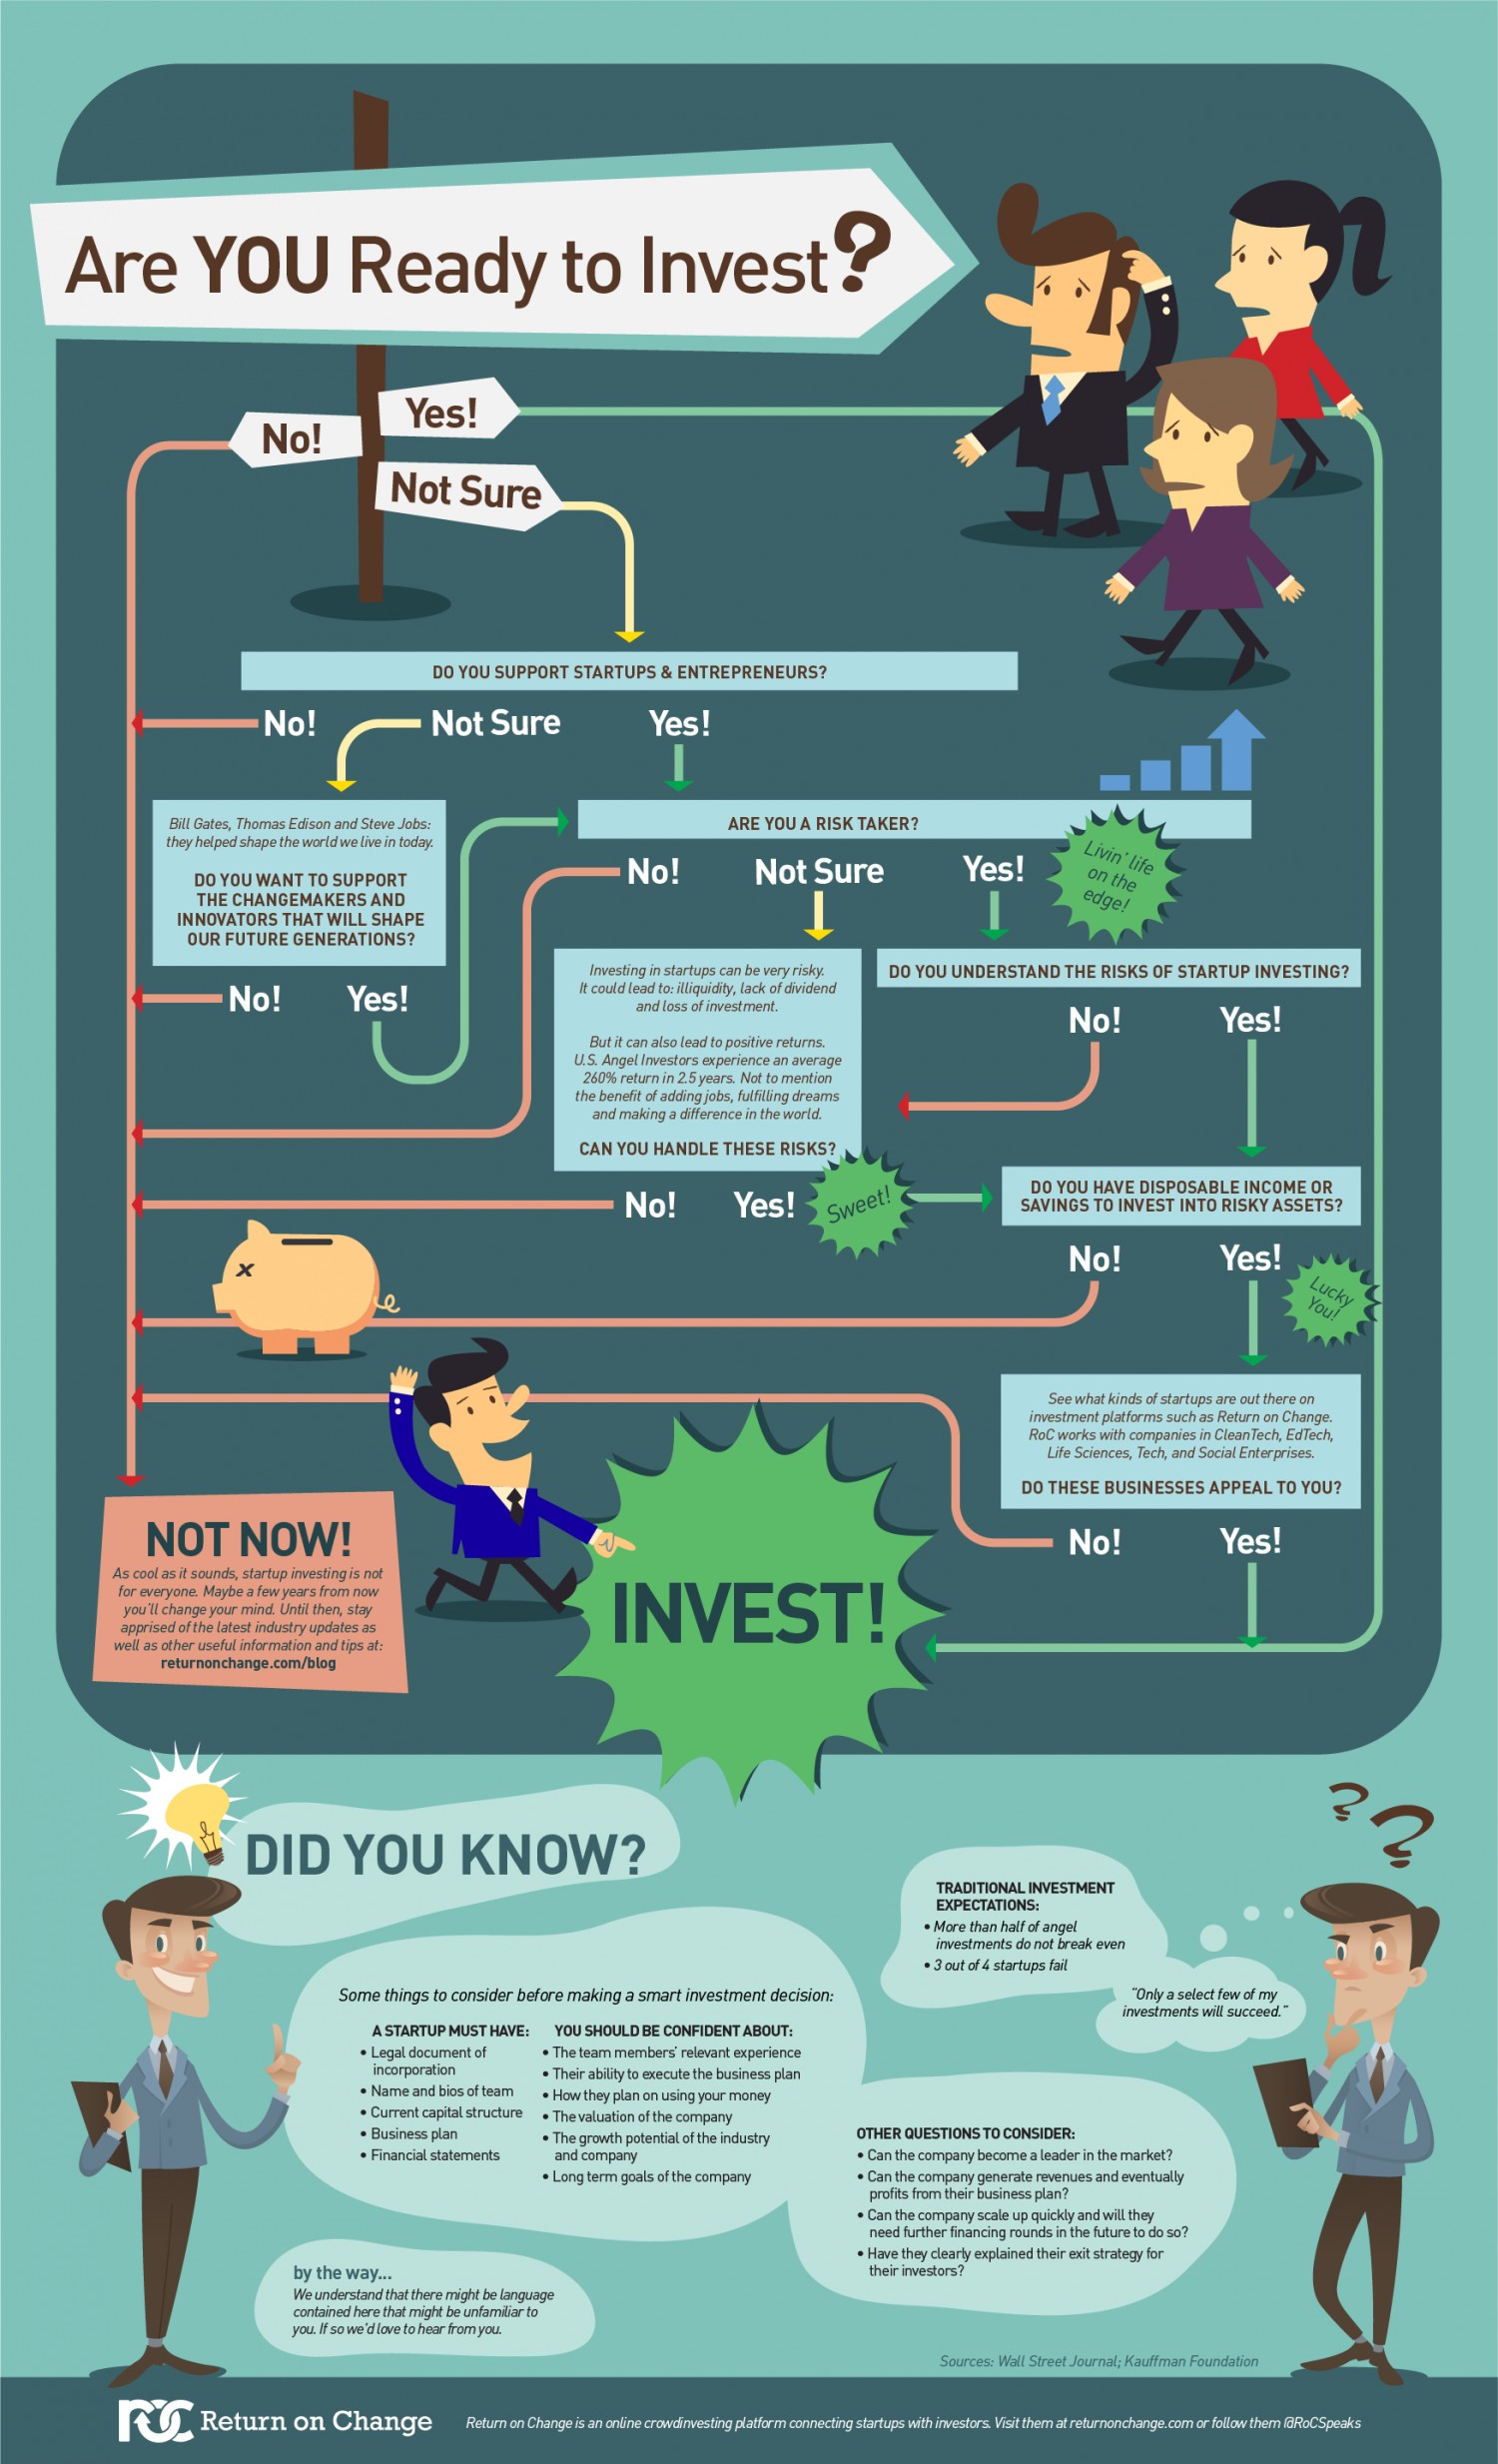 Are YOU Ready to Invest?
Yes!
No!
Not Sure
DO YOU SUPPORT STARTUPS & ENTREPRENEURS?
No!
Not Sure
Yes!
Bill Gates, Thomas Edison and Steve Jobs:
they helped shape the world we live in today.
DO YOU WANT TO SUPPORT
THE CHANGEMAKERS AND
INNOVATORS THAT WILL SHAPE
OUR FUTURE GENERATIONS?
No!
Yes!
ARE YOU A RISK TAKER?
No!
Not Sure
Yes!
Livin' life
on the
edge!
Investing in startups can be very risky.
It could lead to: illiquidity, lack of dividend
and loss of investment.
But it can also lead to positive returns.
U.S. Angel Investors experience an average
260% return in 2.5 years. Not to mention
the benefit of adding jobs, fulfilling dreams
and making a difference in the world.
CAN YOU HANDLE THESE RISKS?
No!
Yes!
Sweet!
DO YOU UNDERSTAND THE RISKS OF STARTUP INVESTING?
No!
Yes!
DO YOU HAVE DISPOSABLE INCOME OR
SAVINGS TO INVEST INTO RISKY ASSETS?
No!
Yes!
Lucky
You!
See what kinds of startups are out there on
investment platforms such as Return on Change.
RoC works with companies in CleanTech, EdTech,
Life Sciences, Tech, and Social Enterprises.
DO THESE BUSINESSES APPEAL TO YOU?
No!
Yes!
NOT NOW!
As cool as it sounds, startup investing is not
for everyone. Maybe a few years from now
you'll change your mind. Until then, stay
apprised of the latest industry updates as
well as other useful information and tips at:
returnonchange.com/blog
INVEST!
DID YOU KNOW?
Some things to consider before making a smart investment decision:
A STARTUP MUST HAVE:
• Legal document of
incorporation
• Name and bios of team
• Current capital structure
• Business plan
• Financial statements
YOU SHOULD BE CONFIDENT ABOUT:
• The team members' relevant experience
• Their ability to execute the business plan
• How they plan on using your money
• The valuation of the company
• The growth potential of the industry
and company
• Long term goals of the company
TRADITIONAL INVESTMENT
EXPECTATIONS:
• More than half of angel
investments do not break even
• 3 out of 4 startups fail
"Only a select few of my
investments will succeed."
? ?
OTHER QUESTIONS TO CONSIDER:
• Can the company become a leader in the market?
• Can the company generate revenues and eventually
profits from their business plan?
• Can the company scale up quickly and will they
need further financing rounds in the future to do so?
• Have they clearly explained their exit strategy for
their investors?
by the way...
We understand that there might be language
contained here that might be unfamiliar to
you. If so we'd love to hear from you.
Sources: Wall Street Journal; Kauffman Foundation
ROC Return on Change
Return on Change is an online crowdinvesting platform connecting startups with investors. Visit them at returnonchange.com or follow them @RoCSpeaks